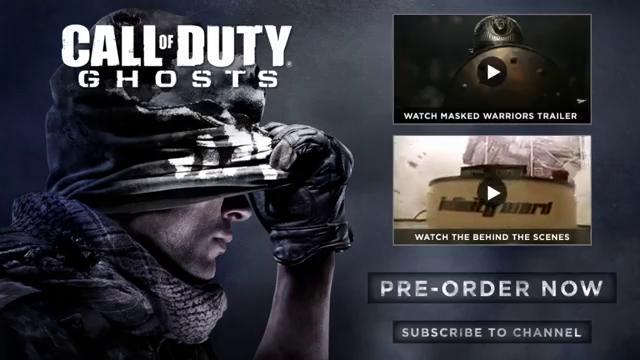 CALL OF DUTY
GHOSTS
WATCH MASKED WARRIORS TRAILER
Infinity Ward
WATCH THE BEHIND THE SCENES
PRE-ORDER NOW
SUBSCRIBE TO CHANNEL